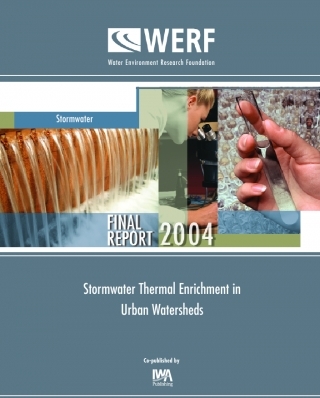 WERF
Water Environment Research Foundation
Stormwater
FINAL
REPORT 2004
Stormwater Thermal Enrichment in
Urban Watersheds
Co-published by
IWA
Publishing